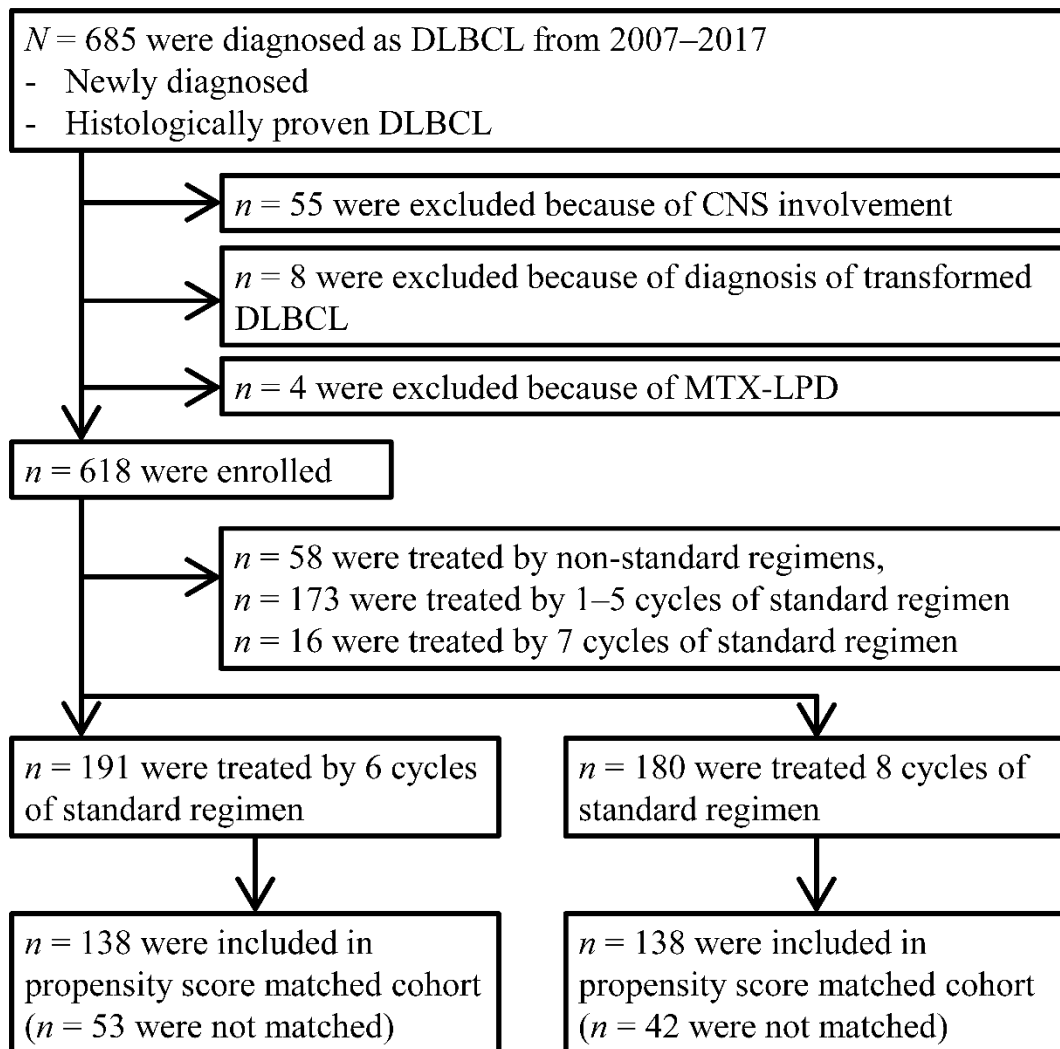 N = 685 were diagnosed as DLBCL from 2007–2017
- Newly diagnosed
- Histologically proven DLBCL
n = 55 were excluded because of CNS involvement
n = 8 were excluded because of diagnosis of transformed
DLBCL
n = 4 were excluded because of MTX-LPD
n = 618 were enrolled
n = 58 were treated by non-standard regimens,
n = 173 were treated by 1–5 cycles of standard regimen
n = 16 were treated by 7 cycles of standard regimen
n = 191 were treated by 6 cycles
of standard regimen
n = 180 were treated 8 cycles of
standard regimen
n = 138 were included in
propensity score matched cohort
(n = 53 were not matched)
n = 138 were included in
propensity score matched cohort
(n = 42 were not matched)